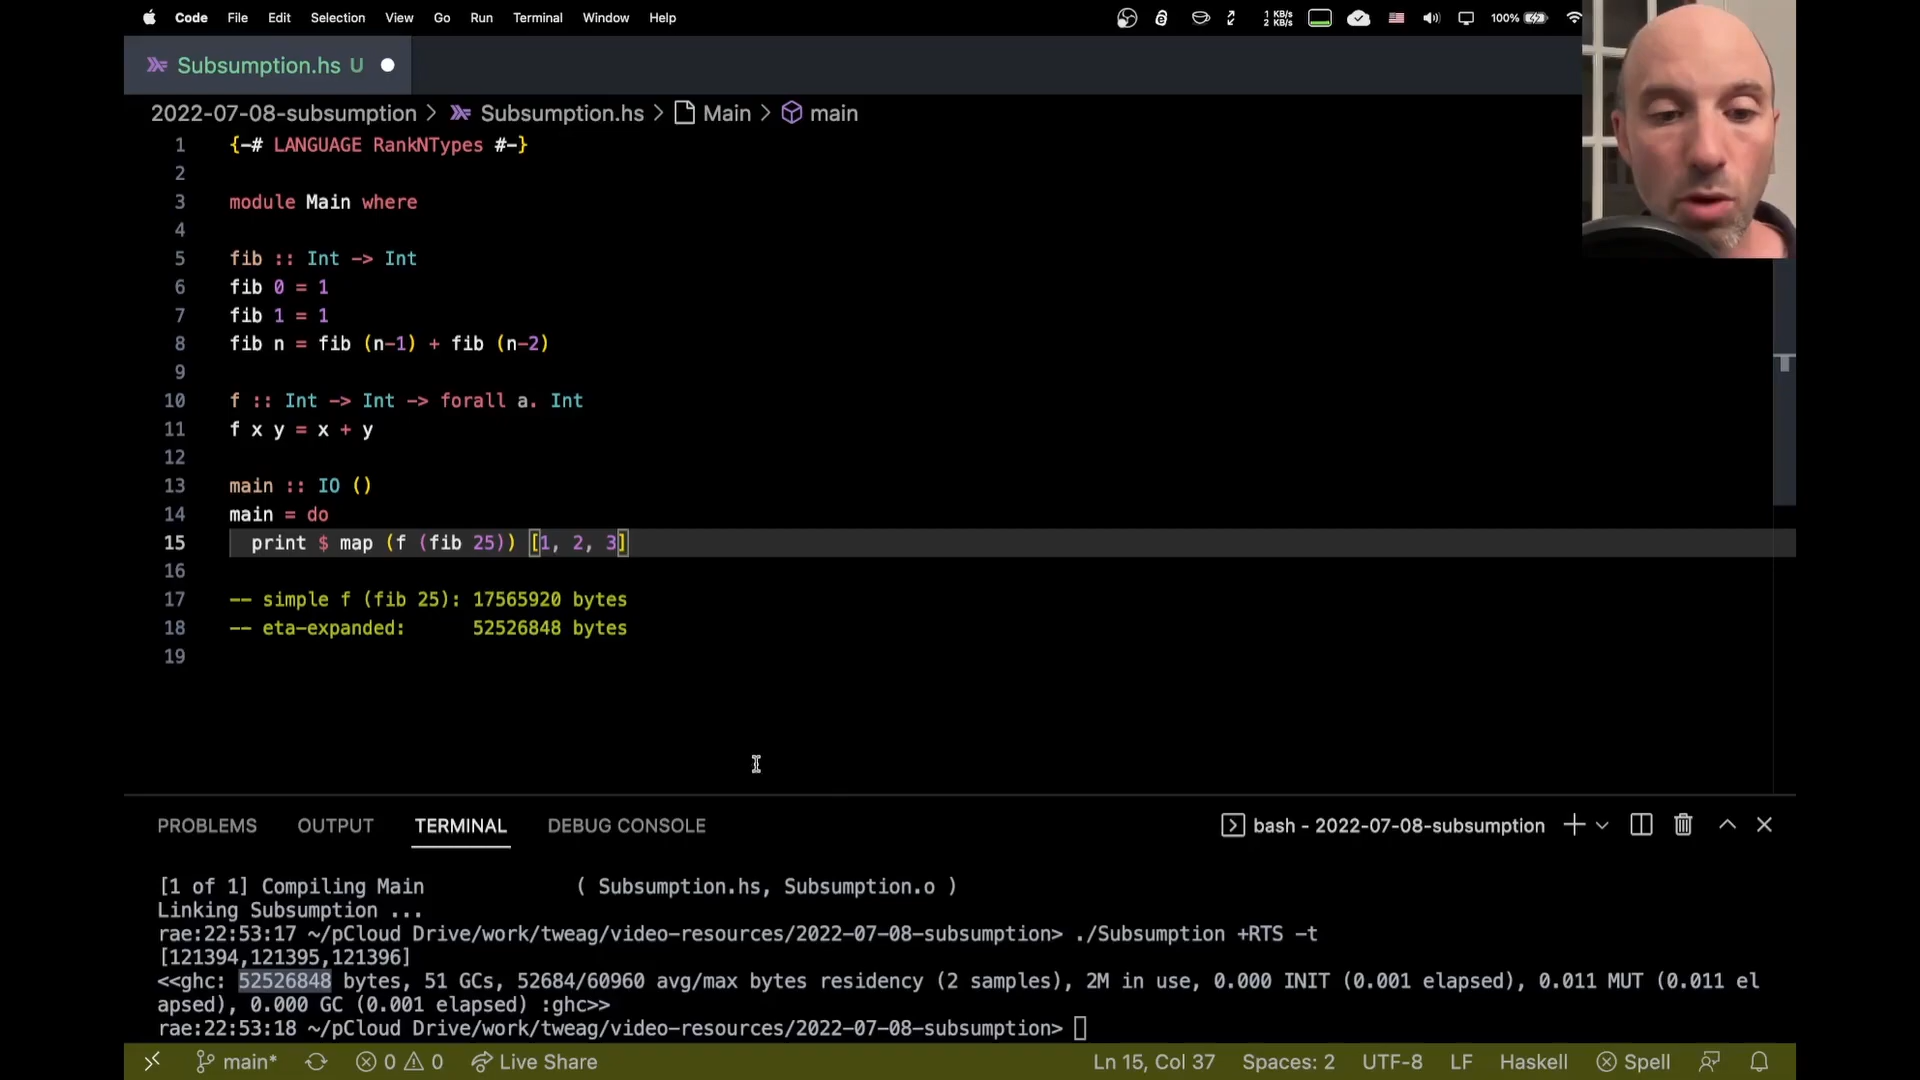 Code File Edit Selection View Go Run Terminal Window Help
1 KB/s
2 KB/s
100%
Subsumption.hs U
2022-07-08-subsumption > Subsumption.hs > Main > main
1 {-# LANGUAGE RankNTypes #-}
2
3 module Main where
4
5 fib :: Int -> Int
6 fib 0 = 1
7 fib 1 = 1
8 fib n = fib (n-1) + fib (n-2)
9
10 f :: Int -> Int -> forall a. Int
11 f x y = x + y
12
13 main :: IO ()
14 main = do
15 print $ map (f (fib 25)) [1, 2, 3]
16
17 -- simple f (fib 25): 17565920 bytes
18 -- eta-expanded: 52526848 bytes
19
PROBLEMS OUTPUT TERMINAL DEBUG CONSOLE bash - 2022-07-08-subsumption
[1 of 1] Compiling Main ( Subsumption.hs, Subsumption.o )
Linking Subsumption ...
rae:22:53:17 ~/pCloud Drive/work/tweag/video-resources/2022-07-08-subsumption> ./Subsumption +RTS -t
[121394,121395,121396]
<<ghc: 52526848 bytes, 51 GCs, 52684/60960 avg/max bytes residency (2 samples), 2M in use, 0.000 INIT (0.001 elapsed), 0.011 MUT (0.011 el
apsed), 0.000 GC (0.001 elapsed) :ghc>>
rae:22:53:18 ~/pCloud Drive/work/tweag/video-resources/2022-07-08-subsumption>
main* 0 0 Live Share Ln 15, Col 37 Spaces: 2 UTF-8 LF Haskell Spell